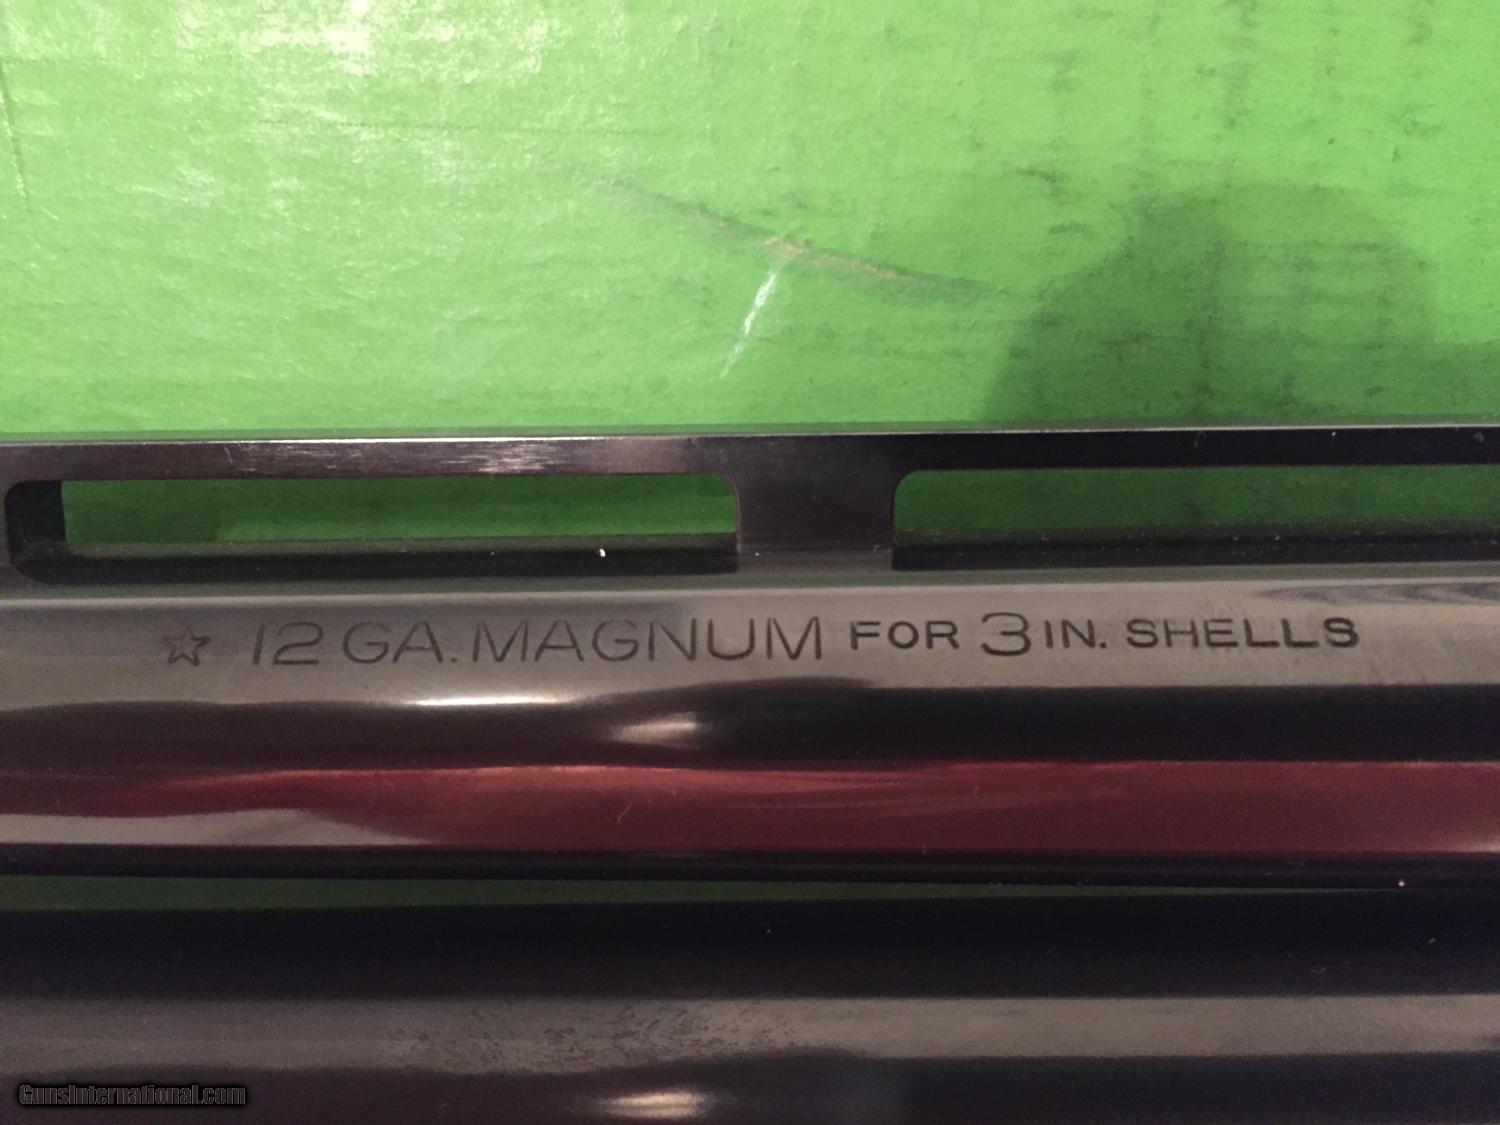 ☆ 12 GA. MAGNUM FOR 3 IN. SHELLS
GunsInternational.com